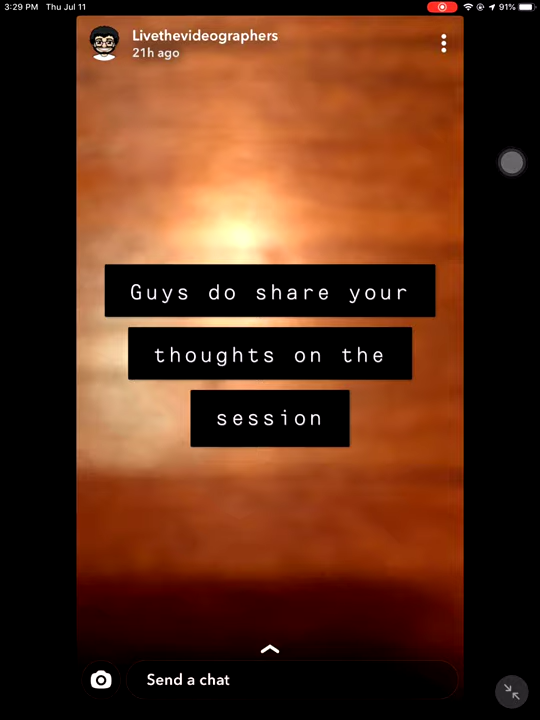 3:29 PM Thu Jul 11
91%
Livethevideographers
21h ago
Guys do share your
thoughts on the
session
Send a chat